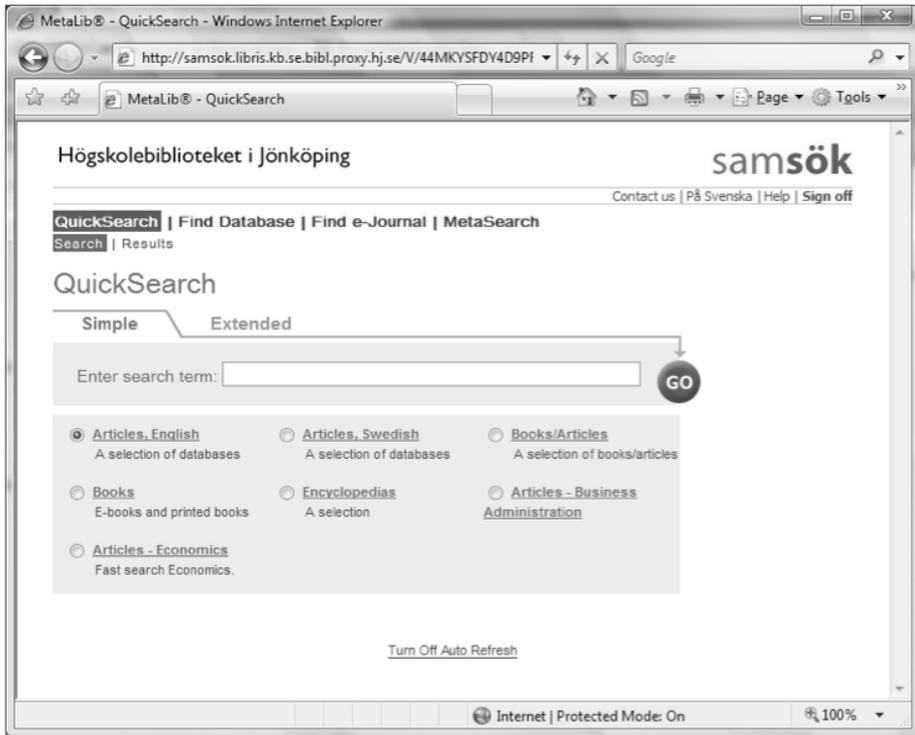 MetaLib® - QuickSearch - Windows Internet Explorer
http://samsok.libris.kb.se.bibl.proxy.hj.se/V/44MKYSFDY4D9PI
Google
MetaLib® - QuickSearch
Page
Tools
»
Högskolebiblioteket i Jönköping
samsök
Contact us | På Svenska | Help | Sign off
QuickSearch | Find Database | Find e-Journal | MetaSearch
Search | Results
QuickSearch
Simple Extended
Enter search term:
GO
Articles, English Articles, Swedish Books/Articles
A selection of databases A selection of databases A selection of books/articles
Books Encyclopedias Articles - Business
E-books and printed books A selection Administration
Articles - Economics
Fast search Economics.
Turn Off Auto Refresh
Internet | Protected Mode: On
100%